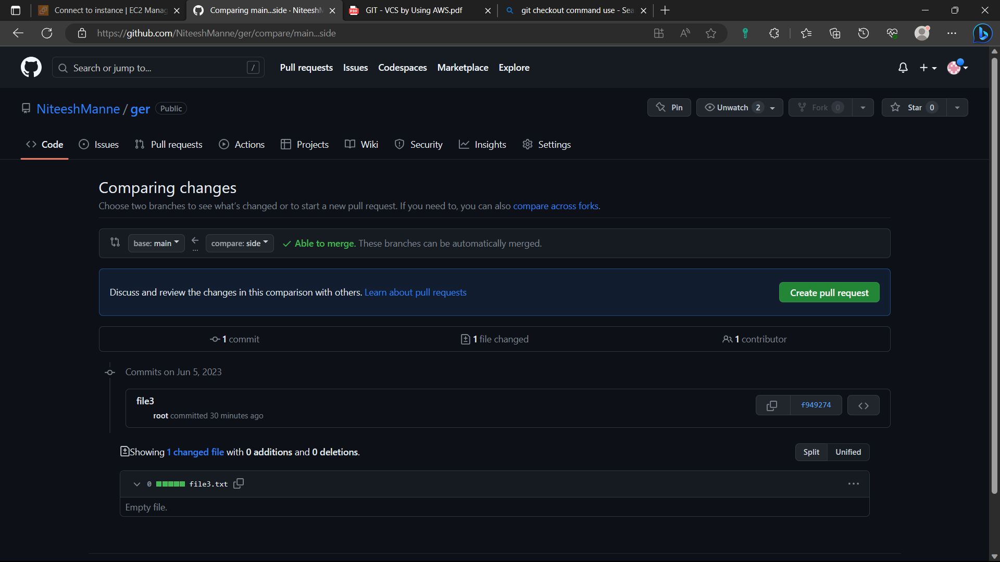 Connect to instance | EC2 Manag
Comparing main...side · NiteeshM
GIT - VCS by Using AWS.pdf
git checkout command use - Sea
https://github.com/NiteeshManne/ger/compare/main...side
Search or jump to...
/
Pull requests
Issues
Codespaces
Marketplace
Explore
NiteeshManne / ger
Public
Pin
Unwatch 2
Fork 0
Star 0
Code
Issues
Pull requests
Actions
Projects
Wiki
Security
Insights
Settings
Comparing changes
Choose two branches to see what's changed or to start a new pull request. If you need to, you can also compare across forks.
base: main
...
compare: side
Able to merge. These branches can be automatically merged.
Discuss and review the changes in this comparison with others. Learn about pull requests
Create pull request
1 commit
1 file changed
1 contributor
Commits on Jun 5, 2023
file3
root committed 30 minutes ago
f949274
Showing 1 changed file with 0 additions and 0 deletions.
Split
Unified
0
file3.txt
Empty file.